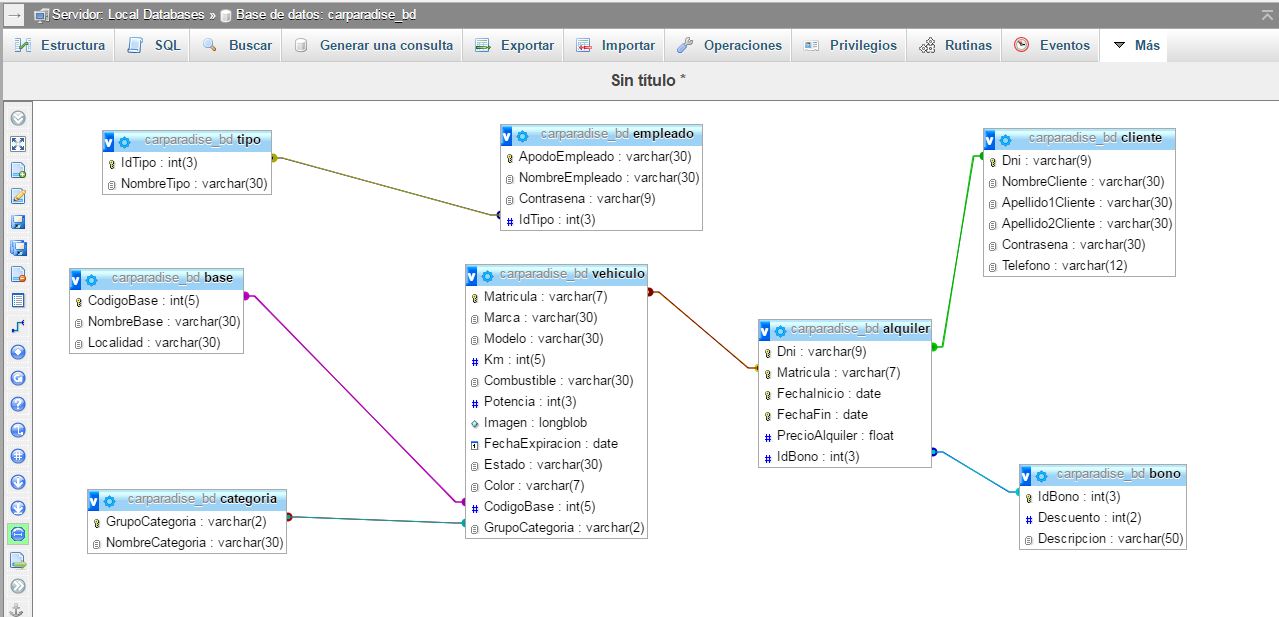 Servidor: Local Databases » Base de datos: carparadise_bd
Estructura SQL Buscar Generar una consulta Exportar Importar Operaciones Privilegios Rutinas Eventos Más
Sin título *
carparadise_bd tipo
IdTipo : int(3)
NombreTipo : varchar(30)
carparadise_bd empleado
ApodoEmpleado : varchar(30)
NombreEmpleado : varchar(30)
Contrasena : varchar(9)
IdTipo : int(3)
carparadise_bd cliente
Dni : varchar(9)
NombreCliente : varchar(30)
Apellido1Cliente : varchar(30)
Apellido2Cliente : varchar(30)
Contrasena : varchar(30)
Telefono : varchar(12)
carparadise_bd base
CodigoBase : int(5)
NombreBase : varchar(30)
Localidad : varchar(30)
carparadise_bd vehiculo
Matricula : varchar(7)
Marca : varchar(30)
Modelo : varchar(30)
Km : int(5)
Combustible : varchar(30)
Potencia : int(3)
Imagen : longblob
FechaExpiracion : date
Estado : varchar(30)
Color : varchar(7)
CodigoBase : int(5)
GrupoCategoria : varchar(2)
carparadise_bd alquiler
Dni : varchar(9)
Matricula : varchar(7)
FechaInicio : date
FechaFin : date
PrecioAlquiler : float
IdBono : int(3)
carparadise_bd categoria
GrupoCategoria : varchar(2)
NombreCategoria : varchar(30)
carparadise_bd bono
IdBono : int(3)
Descuento : int(2)
Descripcion : varchar(50)